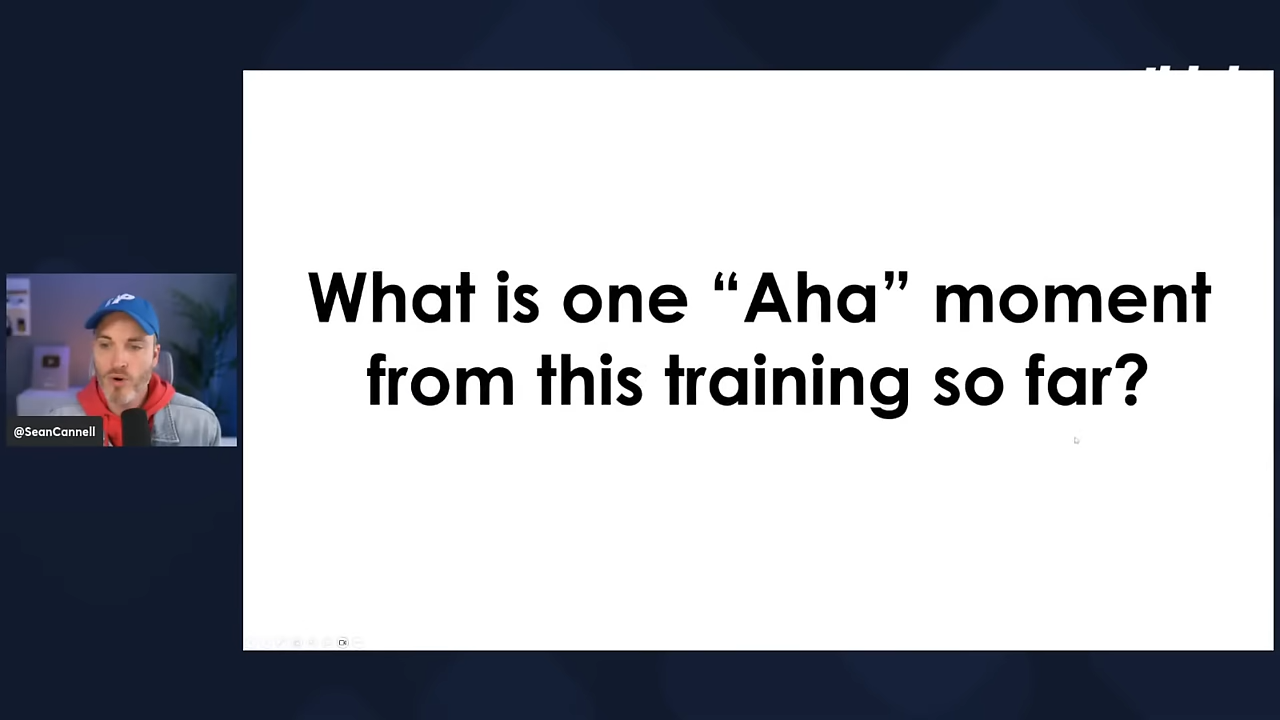 What is one “Aha” moment
from this training so far?
@SeanCannell